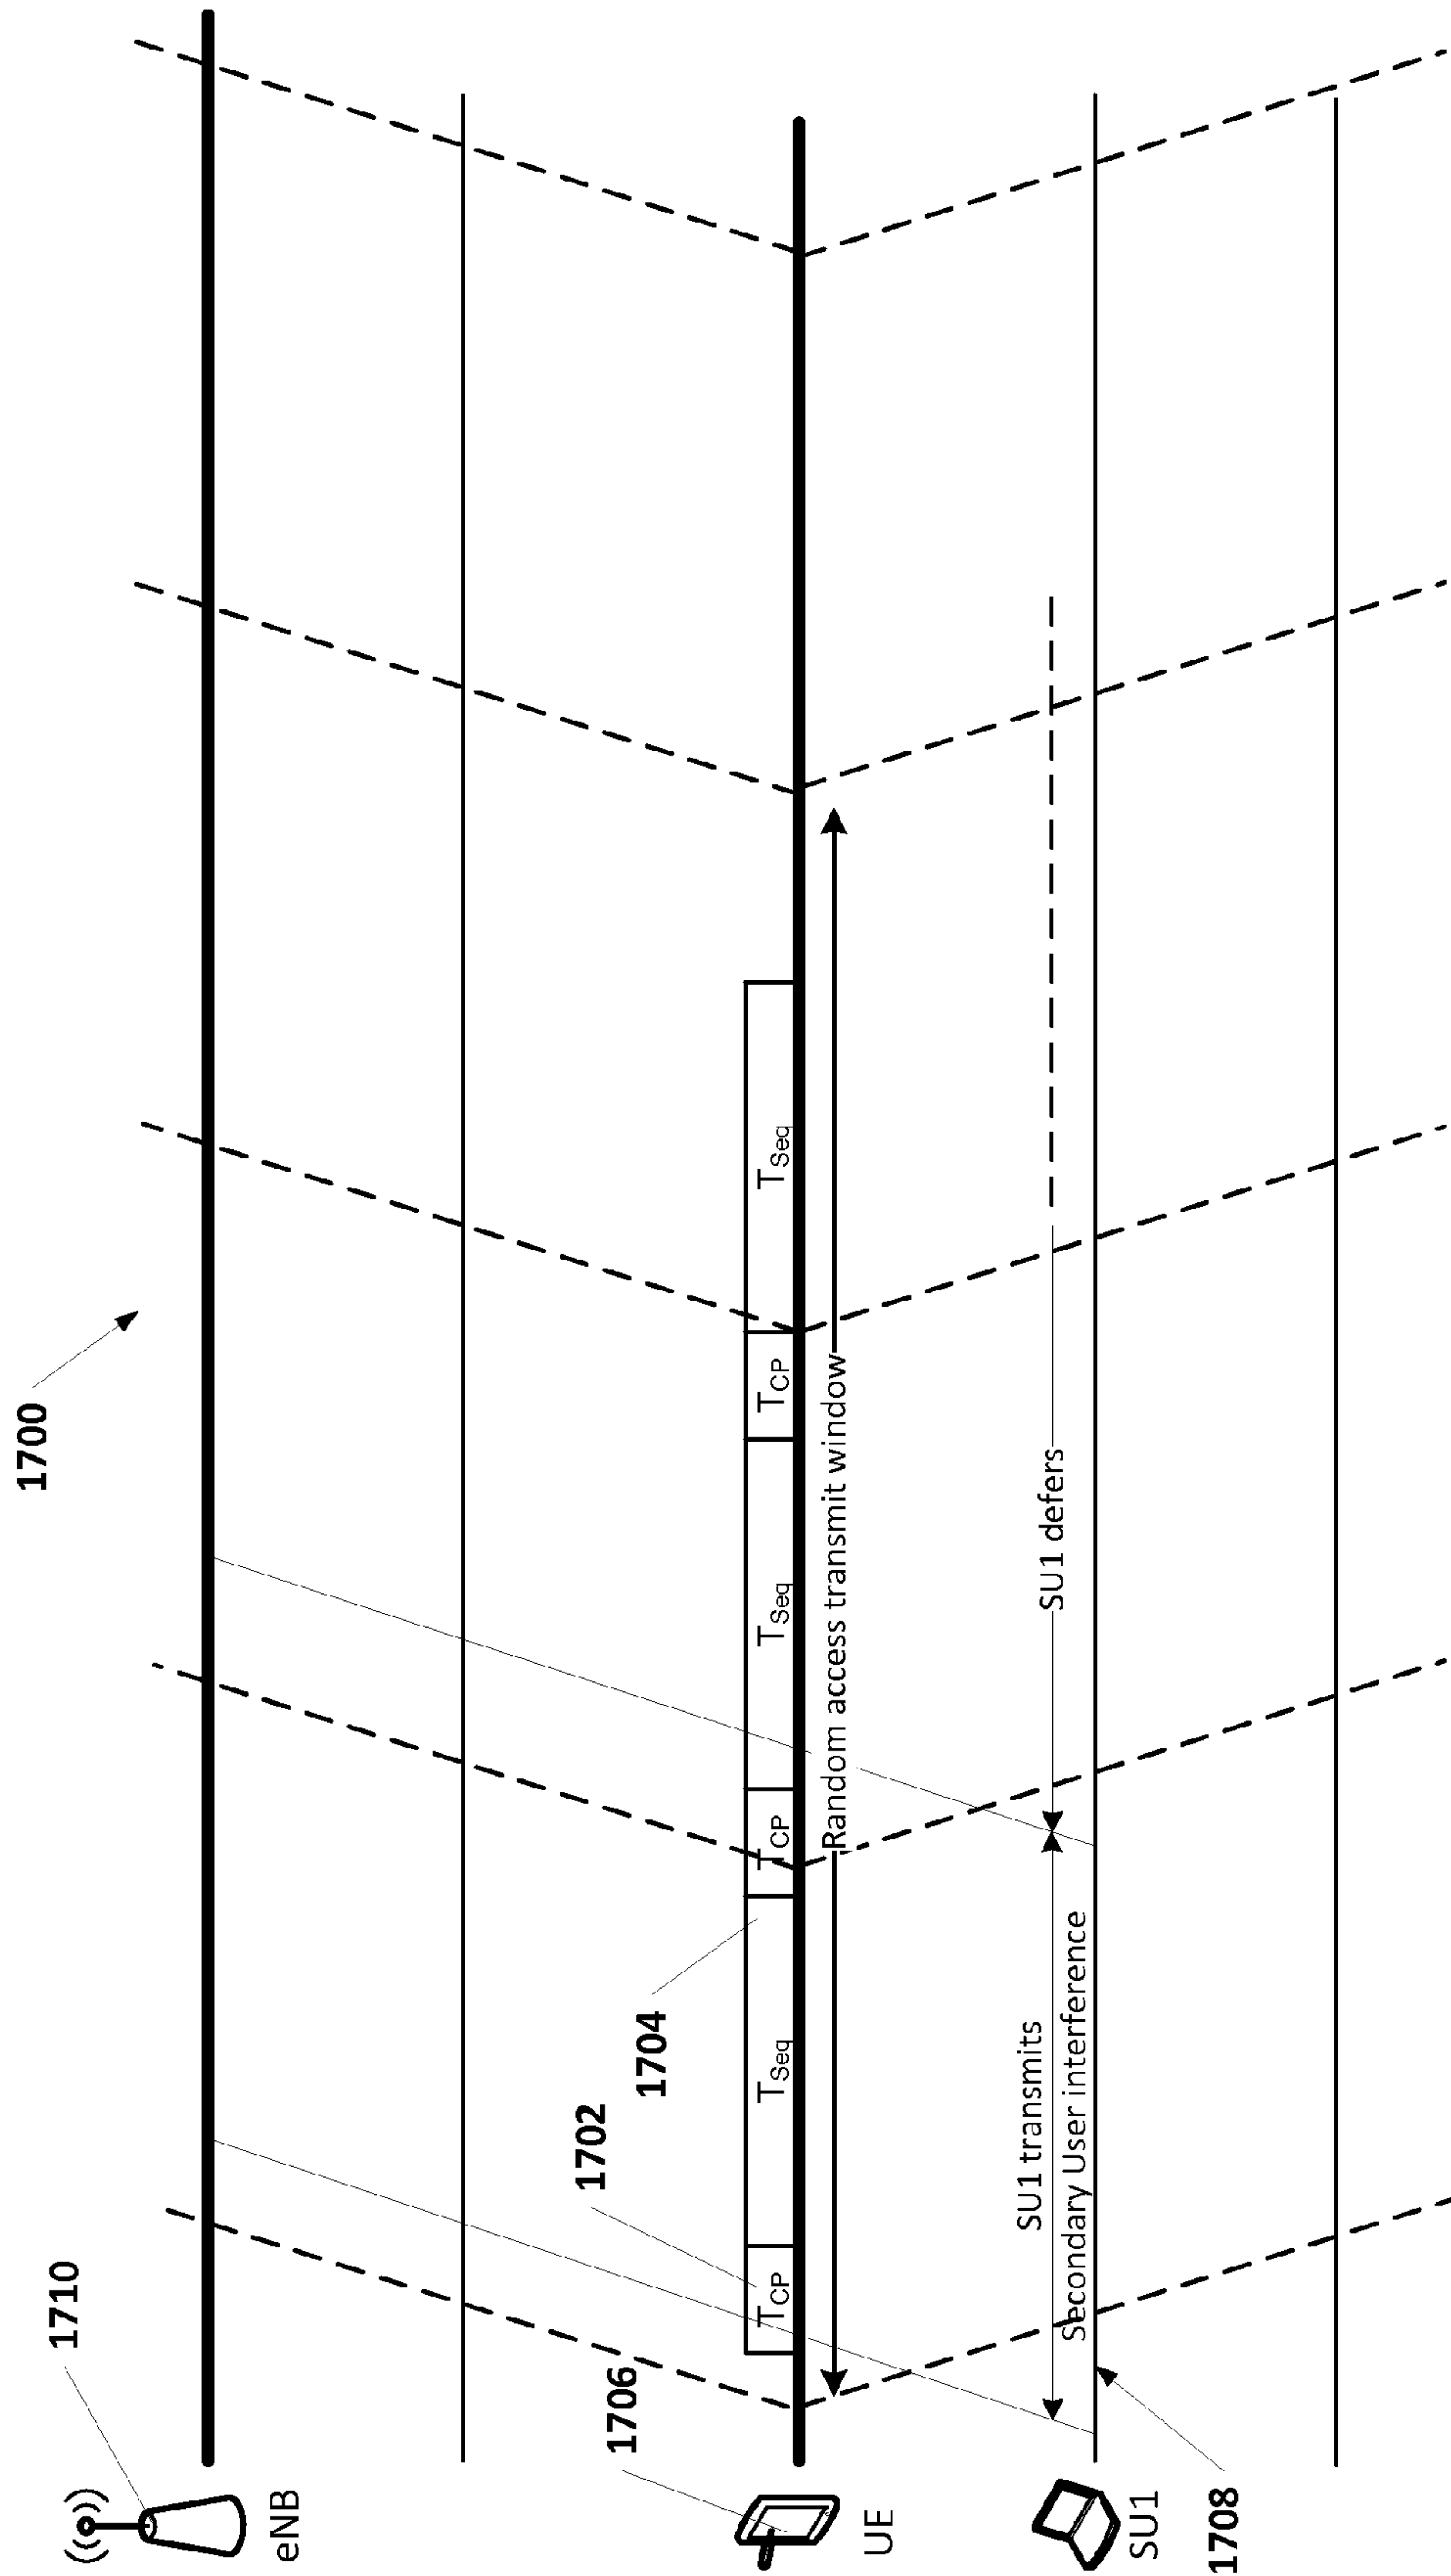 1700
1710
eNB
1706
UE
1702
1704
TCP
TSeq
TCP
TSeq
TCP
TSeq
Random access transmit window
SU1 transmits
SU1 defers
Secondary User interference
SU1
1708